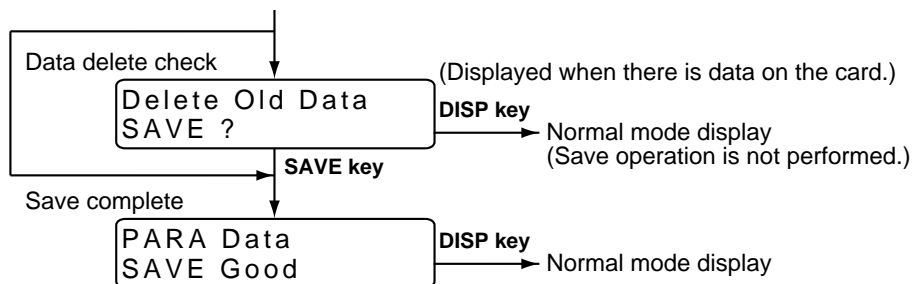 Data delete check
(Displayed when there is data on the card.)
Delete Old Data
SAVE ?
DISP key
Normal mode display
(Save operation is not performed.)
SAVE key
Save complete
PARA Data
SAVE Good
DISP key
Normal mode display